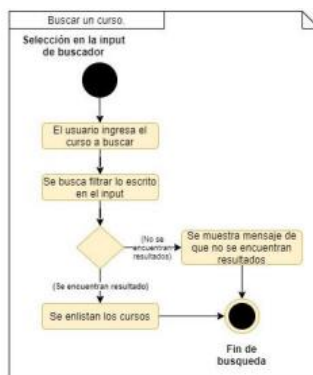 Buscar un curso.
Selección en la input
de buscador
El usuario ingresa el
curso a buscar
Se busca filtrar lo escrito
en el input
(No se
encuentran
resultados)
Se muestra mensaje de
que no se encuentran
resultados
(Se encuentran resultado)
Se enlistan los cursos
Fin de
busqueda